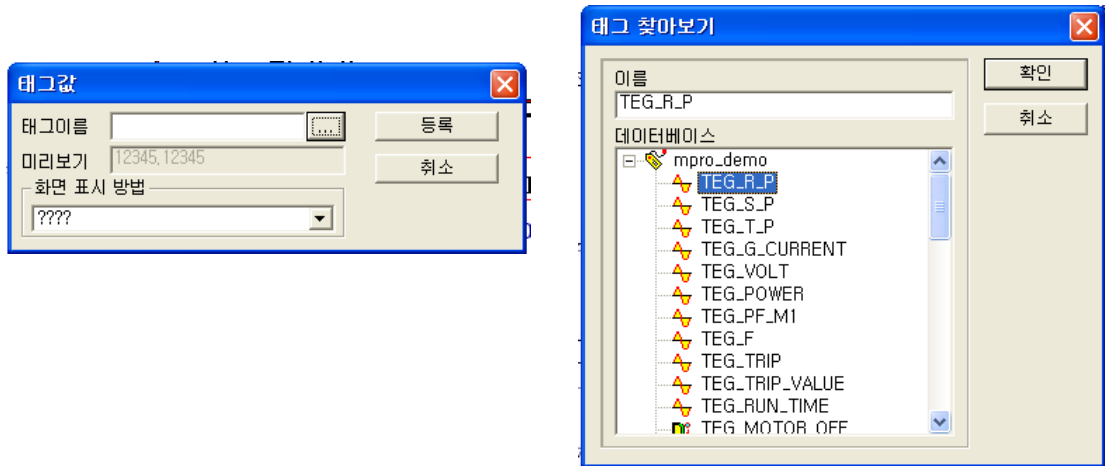 태그값
태그이름
...
등록
미리보기
12345,12345
취소
화면 표시 방법
????
태그 찾아보기
이름
TEG_R_P
확인
취소
데이터베이스
mpro_demo
TEG_R_P
TEG_S_P
TEG_T_P
TEG_G_CURRENT
TEG_VOLT
TEG_POWER
TEG_PF_M1
TEG_F
TEG_TRIP
TEG_TRIP_VALUE
TEG_RUN_TIME
TEG_MOTOR_OFF